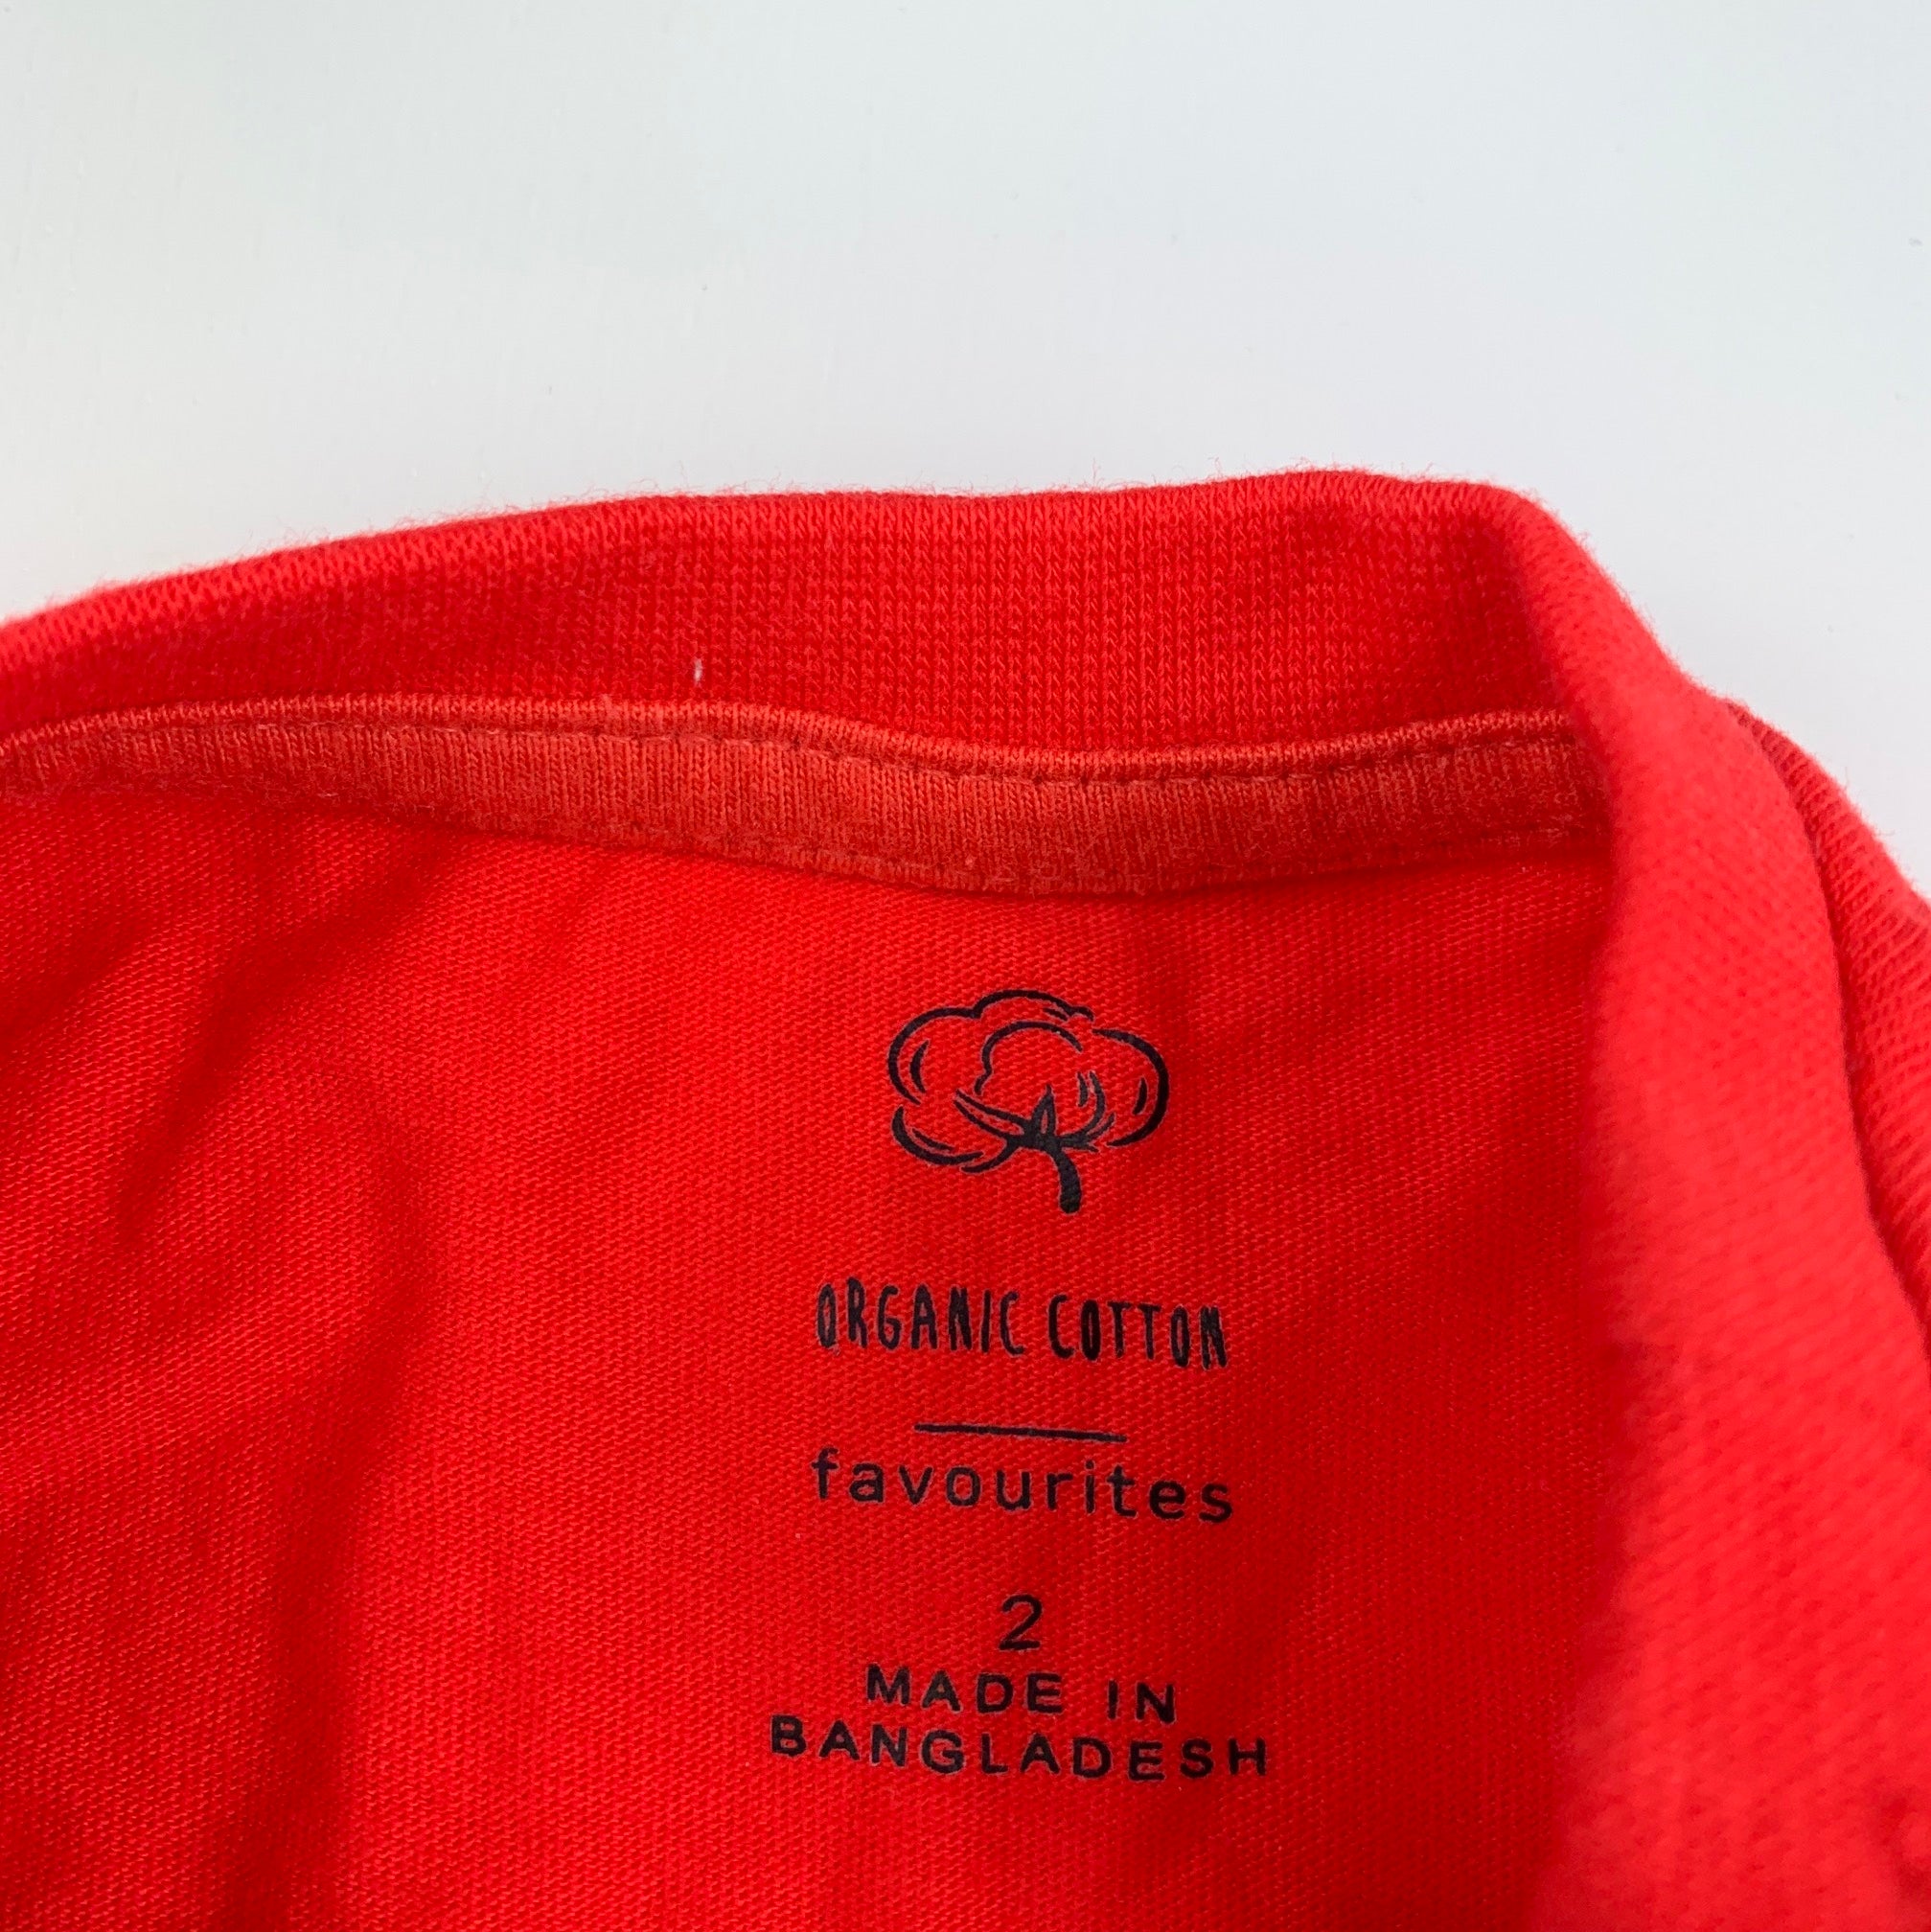 ORGANIC COTTON
favourites
2
MADE IN
BANGLADESH